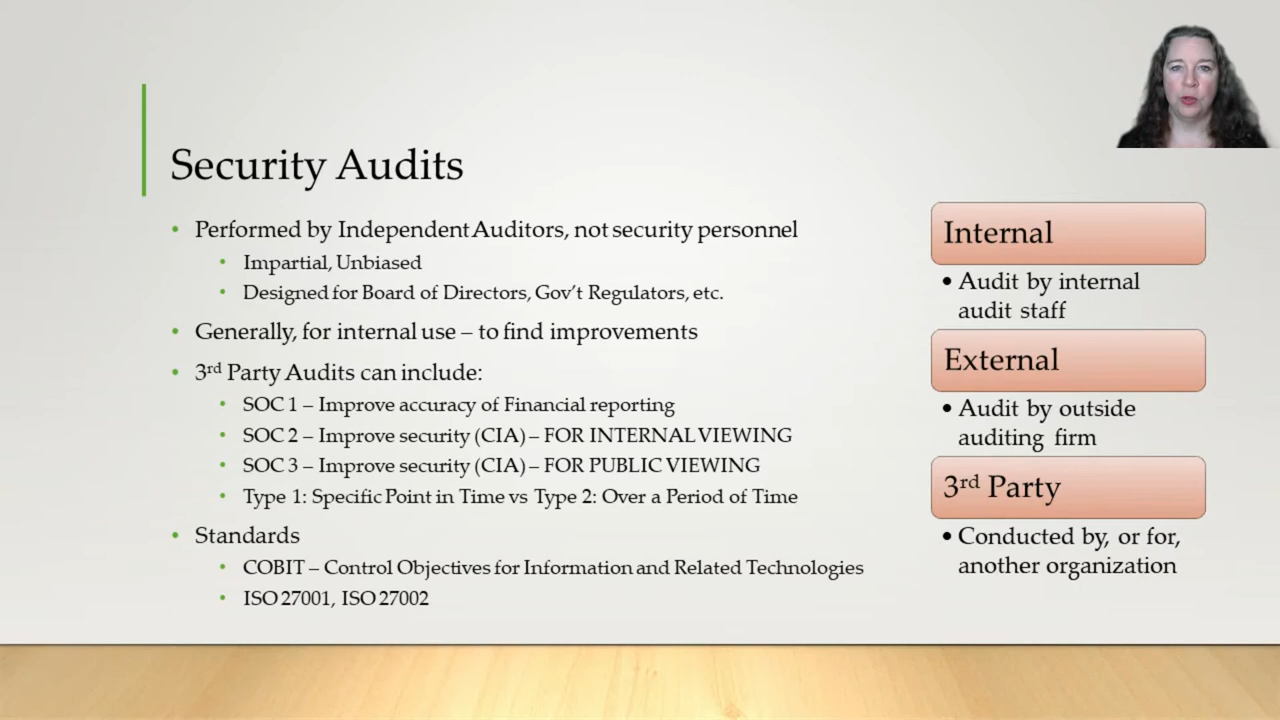 Security Audits
• Performed by Independent Auditors, not security personnel
• Impartial, Unbiased
• Designed for Board of Directors, Gov't Regulators, etc.
• Generally, for internal use – to find improvements
• 3rd Party Audits can include:
• SOC 1 – Improve accuracy of Financial reporting
• SOC 2 – Improve security (CIA) – FOR INTERNAL VIEWING
• SOC 3 – Improve security (CIA) – FOR PUBLIC VIEWING
• Type 1: Specific Point in Time vs Type 2: Over a Period of Time
• Standards
• COBIT – Control Objectives for Information and Related Technologies
• ISO 27001, ISO 27002
Internal
• Audit by internal
audit staff
External
• Audit by outside
auditing firm
3rd Party
• Conducted by, or for,
another organization